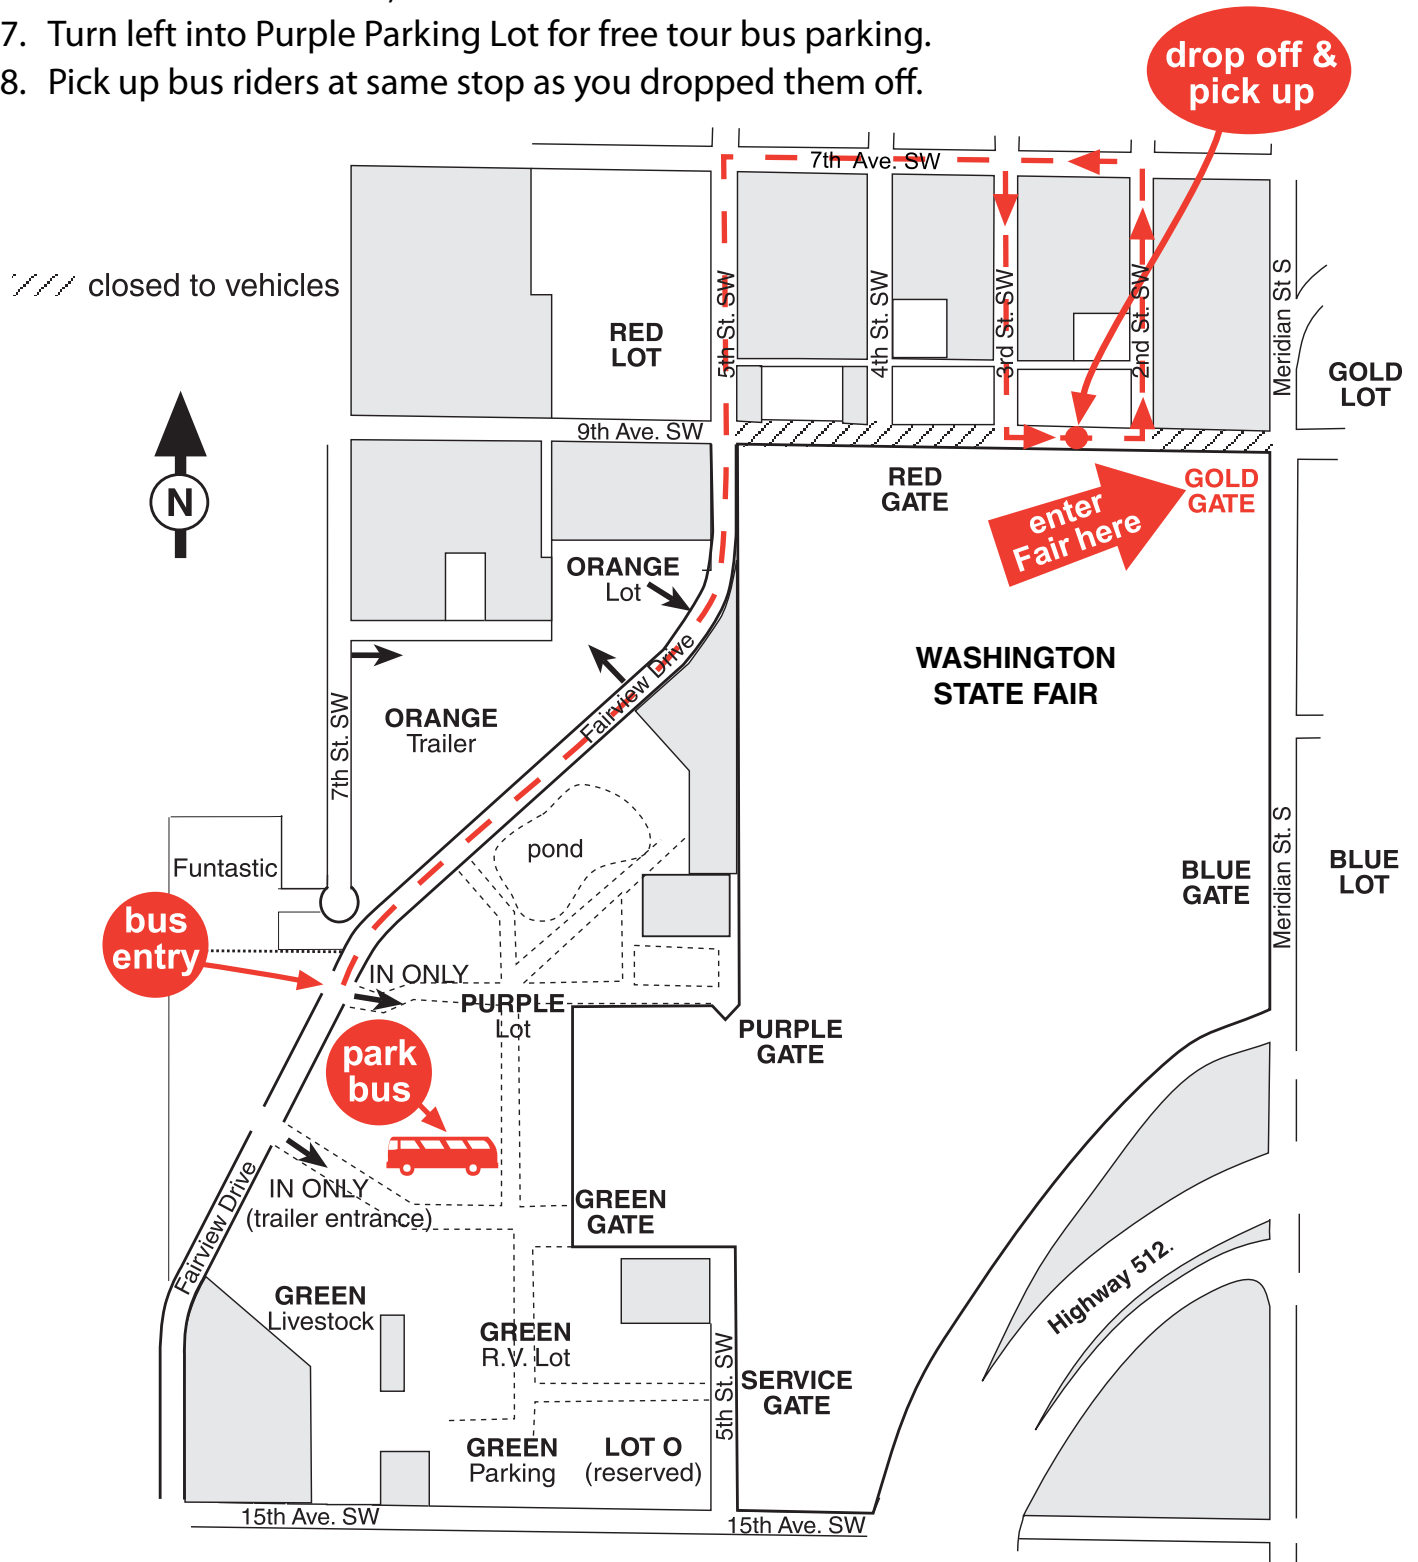 7. Turn left into Purple Parking Lot for free tour bus parking.
8. Pick up bus riders at same stop as you dropped them off.
drop off &
pick up
7th Ave. SW
closed to vehicles
RED
LOT
5th St. SW
4th St. SW
3rd St. SW
2nd St. SW
Meridian St S
GOLD
LOT
9th Ave. SW
N
RED
GATE
GOLD
GATE
enter
Fair here
ORANGE
Lot
WASHINGTON
STATE FAIR
Fairview Drive
7th St. SW
ORANGE
Trailer
pond
Funtastic
BLUE
GATE
Meridian St. S
BLUE
LOT
bus
entry
IN ONLY
PURPLE
Lot
PURPLE
GATE
park
bus
IN ONLY
(trailer entrance)
GREEN
GATE
Fairview Drive
Highway 512.
GREEN
Livestock
GREEN
R.V. Lot
5th St. SW
SERVICE
GATE
GREEN
Parking
LOT O
(reserved)
15th Ave. SW
15th Ave. SW